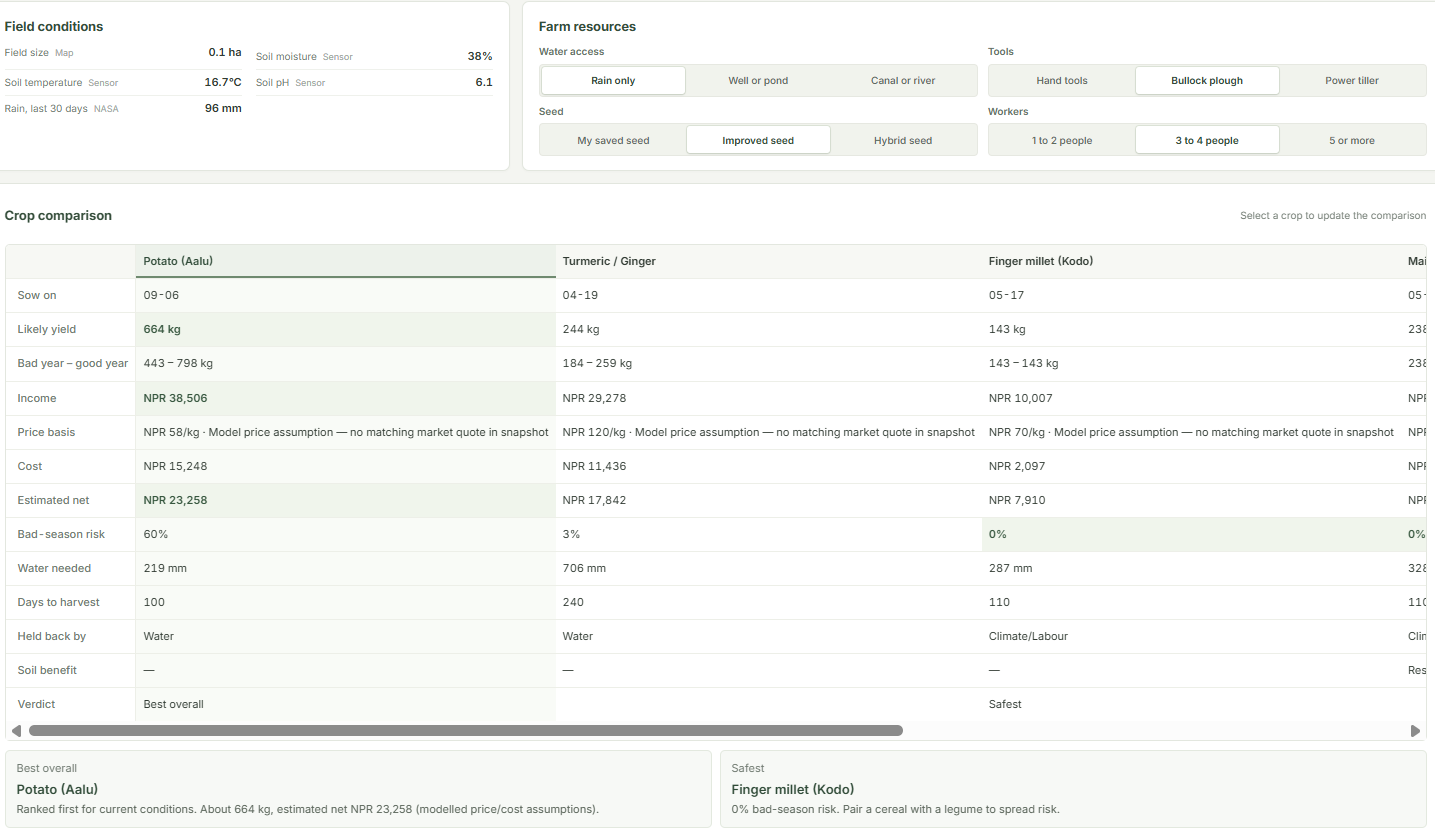 Field conditions
Field size Map 0.1 ha
Soil moisture Sensor 38%
Soil temperature Sensor 16.7°C
Soil pH Sensor 6.1
Rain, last 30 days NASA 96 mm
Farm resources
Water access
Rain only Well or pond Canal or river
Tools
Hand tools Bullock plough Power tiller
Seed
My saved seed Improved seed Hybrid seed
Workers
1 to 2 people 3 to 4 people 5 or more
Crop comparison
Select a crop to update the comparison
Potato (Aalu) Turmeric / Ginger Finger millet (Kodo) Mai
Sow on 09-06 04-19 05-17 05-
Likely yield 664 kg 244 kg 143 kg 238
Bad year – good year 443 – 798 kg 184 – 259 kg 143 – 143 kg 238
Income NPR 38,506 NPR 29,278 NPR 10,007 NPR
Price basis NPR 58/kg · Model price assumption — no matching market quote in snapshot NPR 120/kg · Model price assumption — no matching market quote in snapshot NPR 70/kg · Model price assumption — no matching market quote in snapshot NPR
Cost NPR 15,248 NPR 11,436 NPR 2,097 NPR
Estimated net NPR 23,258 NPR 17,842 NPR 7,910 NPR
Bad-season risk 60% 3% 0% 0%
Water needed 219 mm 706 mm 287 mm 328
Days to harvest 100 240 110 110
Held back by Water Water Climate/Labour Clim
Soil benefit — — — Res
Verdict Best overall Safest
Best overall
Potato (Aalu)
Ranked first for current conditions. About 664 kg, estimated net NPR 23,258 (modelled price/cost assumptions).
Safest
Finger millet (Kodo)
0% bad-season risk. Pair a cereal with a legume to spread risk.